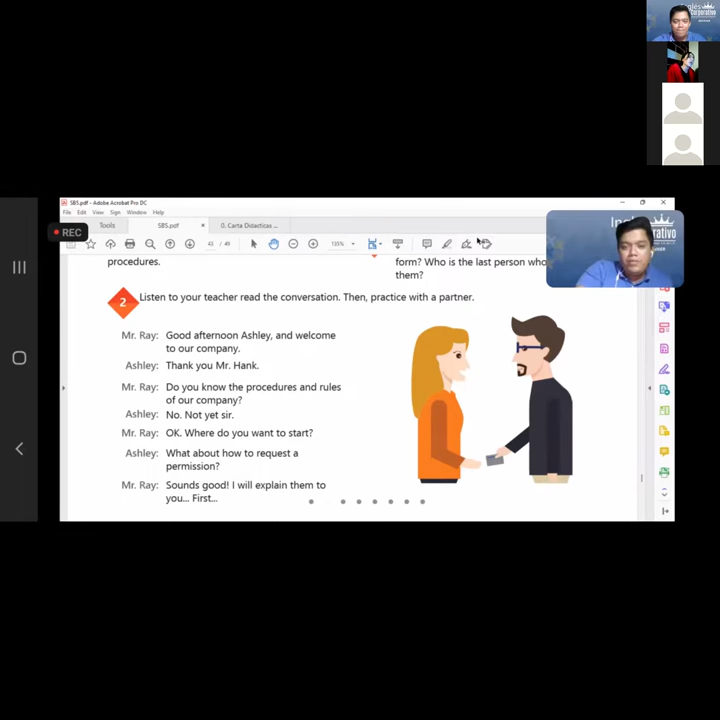 Inglés
Corporativo
SB5.pdf - Adobe Acrobat Pro DC
File Edit View Sign Window Help
REC
Tools
SB5.pdf
0. Carta Didacticas ...
43 / 49
135%
procedures.
form? Who is the last person who
them?
2
Listen to your teacher read the conversation. Then, practice with a partner.
Mr. Ray: Good afternoon Ashley, and welcome
to our company.
Ashley: Thank you Mr. Hank.
Mr. Ray: Do you know the procedures and rules
of our company?
Ashley: No. Not yet sir.
Mr. Ray: OK. Where do you want to start?
Ashley: What about how to request a
permission?
Mr. Ray: Sounds good! I will explain them to
you... First...